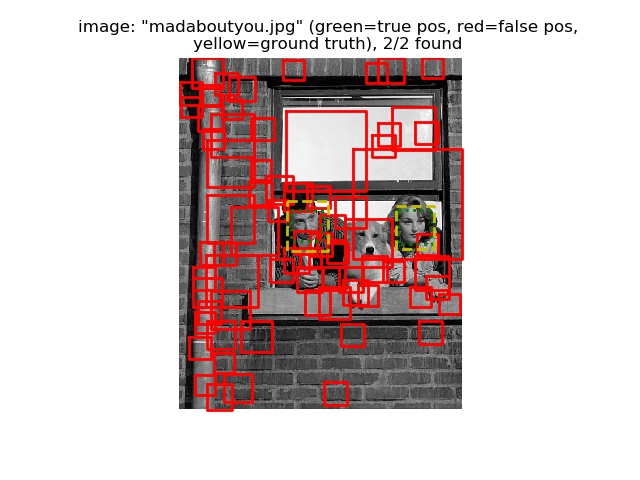 image: "madaboutyou.jpg" (green=true pos, red=false pos,
yellow=ground truth), 2/2 found